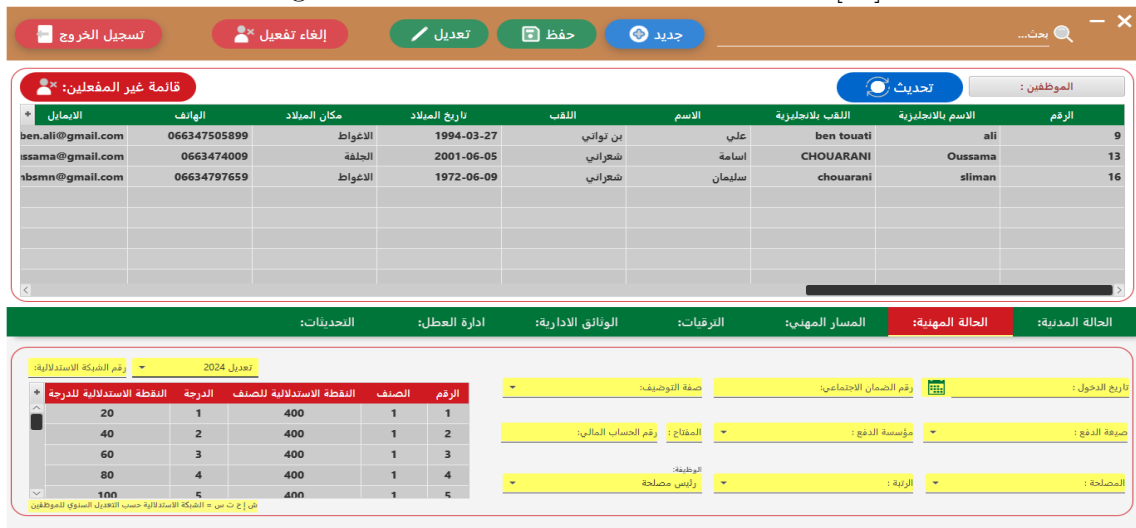 بحث... جديد حفظ تعديل إلغاء تفعيل تسجيل الخروج
الموظفين : تحديث قائمة غير المفعلين:
الرقم الاسم بالانجليزية اللقب بلانجليزية الاسم اللقب تاريخ الميلاد مكان الميلاد الهاتف الايمايل
9 ali ben touati علي بن تواتي 1994-03-27 الاغواط 066347505899 ben.ali@gmail.com
13 Oussama CHOUARANI اسامة شعراني 2001-06-05 الجلفة 0663474009 ssama@gmail.com
16 sliman chouarani سليمان شعراني 1972-06-09 الاغواط 06634797659 nbsmn@gmail.com
الحالة المدنية: الحالة المهنية: المسار المهني: الترقيات: الوثائق الادارية: ادارة العطل: التحديثات:
تاريخ الدخول : رقم الضمان الاجتماعي: صفة التوضيف:
صيغة الدفع : مؤسسة الدفع : المفتاح : رقم الحساب المالي:
الوظيفة:
المصلحة : الرتبة : رئيس مصلحة
تعديل 2024 رقم الشبكة الاستدلالية:
الرقم الصنف النقطة الاستدلالية للصنف الدرجة النقطة الاستدلالية للدرجة
1 1 400 1 20
2 1 400 2 40
3 1 400 3 60
4 1 400 4 80
5 1 400 5 100
ش إ ح ت س = الشبكة الاستدلالية حسب التعديل السنوي للموظفين